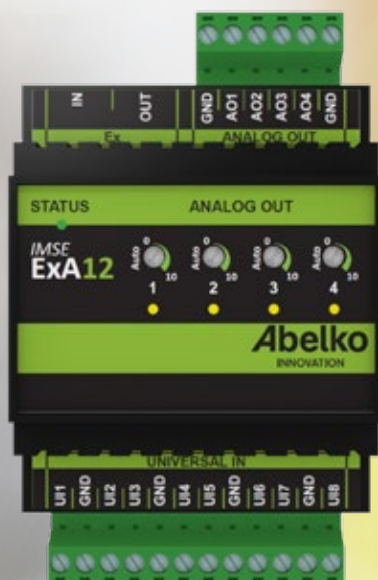 IN OUT GND AO1 AO2 AO3 AO4 GND
Ex ANALOG OUT
STATUS ANALOG OUT
IMSE
ExA12
Auto 0 10 Auto 0 10 Auto 0 10 Auto 0 10
1 2 3 4
Abelko
INNOVATION
UNIVERSAL IN
UI1 GND UI2 UI3 GND UI4 UI5 GND UI6 UI7 GND UI8